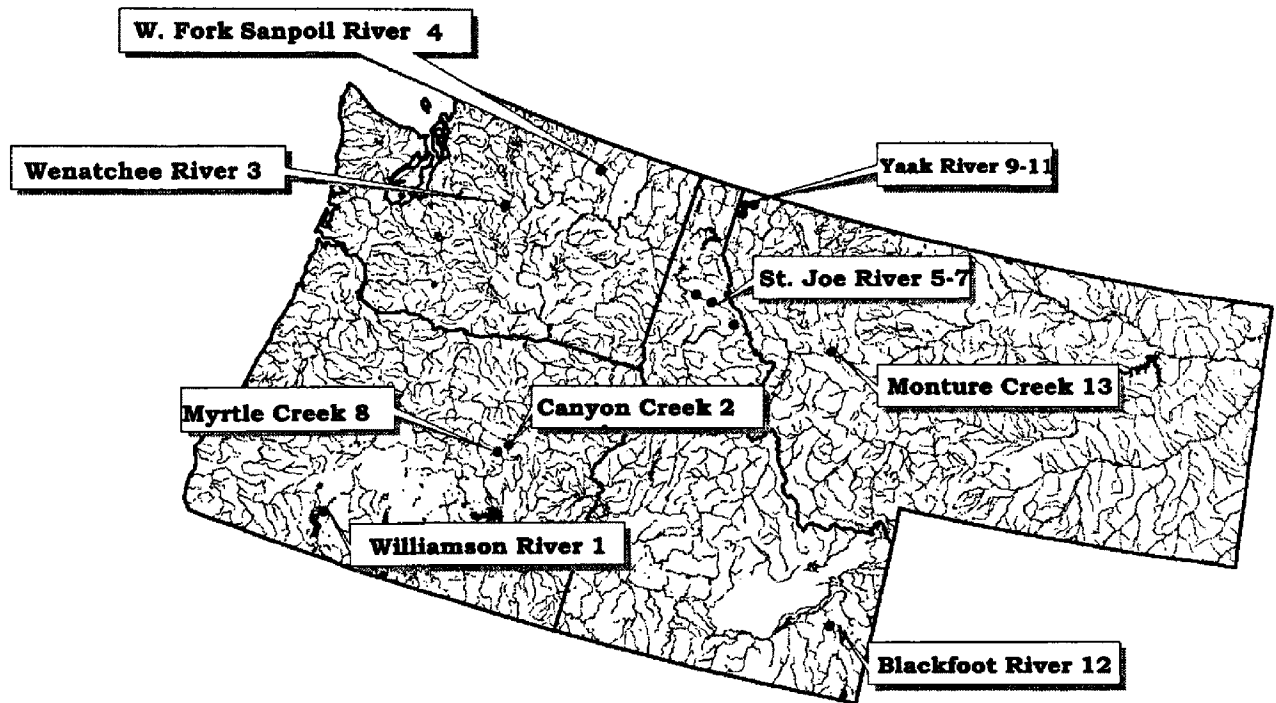 W. Fork Sanpoil River 4
Wenatchee River 3
Yaak River 9-11
St. Joe River 5-7
Monture Creek 13
Myrtle Creek 8
Canyon Creek 2
Williamson River 1
Blackfoot River 12